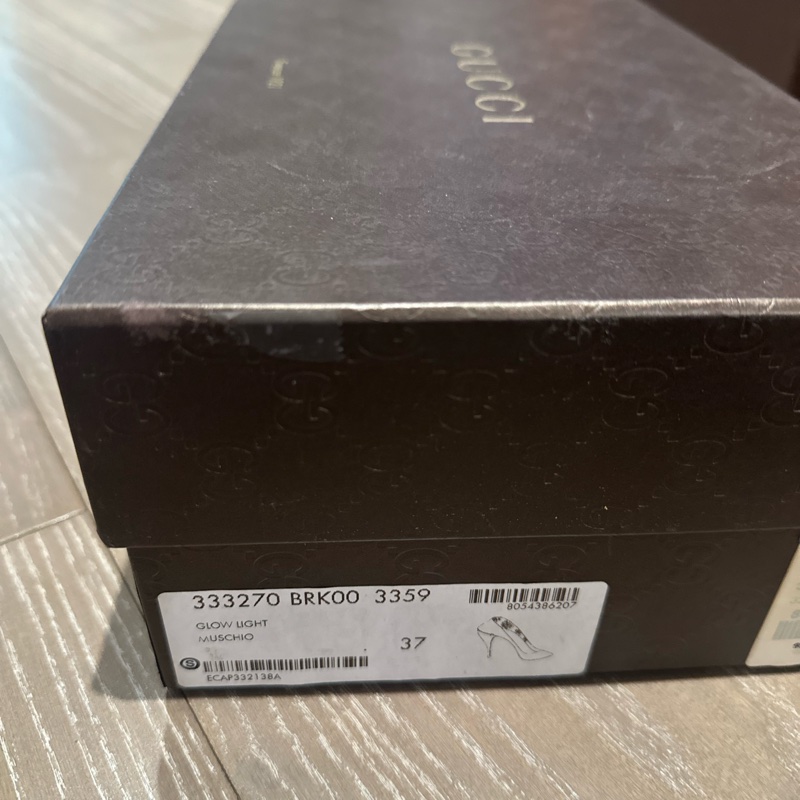 GUCCI
333270 BRK00 3359
8054386207
GLOW LIGHT
MUSCHIO
37
S
ECAP332138A